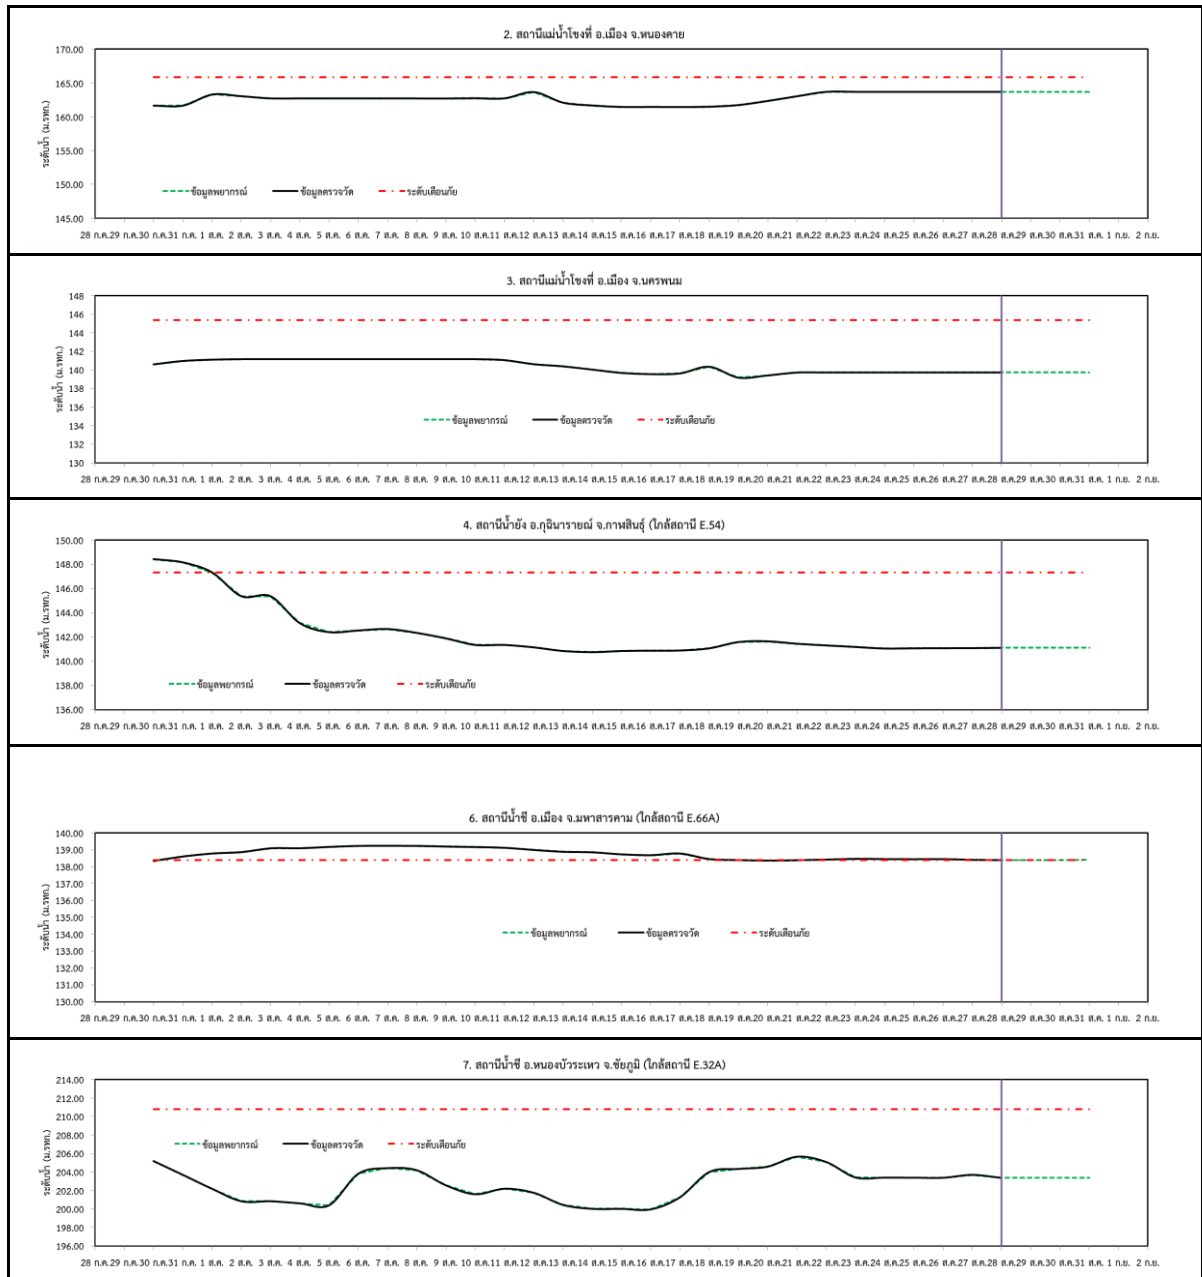 2. สถานีแม่น้ำโขงที่ อ.เมือง จ.หนองคาย
170.00
165.00
160.00
155.00
150.00
145.00
ระดับน้ำ (ม.รทก.)
ข้อมูลพยากรณ์ ข้อมูลตรวจวัด ระดับเตือนภัย
28 ก.ค. 29 ก.ค. 30 ก.ค. 31 ก.ค. 1 ส.ค. 2 ส.ค. 3 ส.ค. 4 ส.ค. 5 ส.ค. 6 ส.ค. 7 ส.ค. 8 ส.ค. 9 ส.ค. 10 ส.ค. 11 ส.ค. 12 ส.ค. 13 ส.ค. 14 ส.ค. 15 ส.ค. 16 ส.ค. 17 ส.ค. 18 ส.ค. 19 ส.ค. 20 ส.ค. 21 ส.ค. 22 ส.ค. 23 ส.ค. 24 ส.ค. 25 ส.ค. 26 ส.ค. 27 ส.ค. 28 ส.ค. 29 ส.ค. 30 ส.ค. 31 ส.ค. 1 ก.ย. 2 ก.ย.
3. สถานีแม่น้ำโขงที่ อ.เมือง จ.นครพนม
148
146
144
142
140
138
136
134
132
130
ระดับน้ำ (ม.รทก.)
ข้อมูลพยากรณ์ ข้อมูลตรวจวัด ระดับเตือนภัย
28 ก.ค. 29 ก.ค. 30 ก.ค. 31 ก.ค. 1 ส.ค. 2 ส.ค. 3 ส.ค. 4 ส.ค. 5 ส.ค. 6 ส.ค. 7 ส.ค. 8 ส.ค. 9 ส.ค. 10 ส.ค. 11 ส.ค. 12 ส.ค. 13 ส.ค. 14 ส.ค. 15 ส.ค. 16 ส.ค. 17 ส.ค. 18 ส.ค. 19 ส.ค. 20 ส.ค. 21 ส.ค. 22 ส.ค. 23 ส.ค. 24 ส.ค. 25 ส.ค. 26 ส.ค. 27 ส.ค. 28 ส.ค. 29 ส.ค. 30 ส.ค. 31 ส.ค. 1 ก.ย. 2 ก.ย.
4. สถานีน้ำยัง อ.กุฉินารายณ์ จ.กาฬสินธุ์ (ใกล้สถานี E.54)
150.00
148.00
146.00
144.00
142.00
140.00
138.00
136.00
ระดับน้ำ (ม.รทก.)
ข้อมูลพยากรณ์ ข้อมูลตรวจวัด ระดับเตือนภัย
28 ก.ค. 29 ก.ค. 30 ก.ค. 31 ก.ค. 1 ส.ค. 2 ส.ค. 3 ส.ค. 4 ส.ค. 5 ส.ค. 6 ส.ค. 7 ส.ค. 8 ส.ค. 9 ส.ค. 10 ส.ค. 11 ส.ค. 12 ส.ค. 13 ส.ค. 14 ส.ค. 15 ส.ค. 16 ส.ค. 17 ส.ค. 18 ส.ค. 19 ส.ค. 20 ส.ค. 21 ส.ค. 22 ส.ค. 23 ส.ค. 24 ส.ค. 25 ส.ค. 26 ส.ค. 27 ส.ค. 28 ส.ค. 29 ส.ค. 30 ส.ค. 31 ส.ค. 1 ก.ย. 2 ก.ย.
6. สถานีน้ำชี อ.เมือง จ.มหาสารคาม (ใกล้สถานี E.66A)
140.00
139.00
138.00
137.00
136.00
135.00
134.00
133.00
132.00
131.00
130.00
ระดับน้ำ (ม.รทก.)
ข้อมูลพยากรณ์ ข้อมูลตรวจวัด ระดับเตือนภัย
28 ก.ค. 29 ก.ค. 30 ก.ค. 31 ก.ค. 1 ส.ค. 2 ส.ค. 3 ส.ค. 4 ส.ค. 5 ส.ค. 6 ส.ค. 7 ส.ค. 8 ส.ค. 9 ส.ค. 10 ส.ค. 11 ส.ค. 12 ส.ค. 13 ส.ค. 14 ส.ค. 15 ส.ค. 16 ส.ค. 17 ส.ค. 18 ส.ค. 19 ส.ค. 20 ส.ค. 21 ส.ค. 22 ส.ค. 23 ส.ค. 24 ส.ค. 25 ส.ค. 26 ส.ค. 27 ส.ค. 28 ส.ค. 29 ส.ค. 30 ส.ค. 31 ส.ค. 1 ก.ย. 2 ก.ย.
7. สถานีน้ำชี อ.หนองบัวระเหว จ.ชัยภูมิ (ใกล้สถานี E.32A)
214.00
212.00
210.00
208.00
206.00
204.00
202.00
200.00
198.00
196.00
ระดับน้ำ (ม.รทก.)
ข้อมูลพยากรณ์ ข้อมูลตรวจวัด ระดับเตือนภัย
28 ก.ค. 29 ก.ค. 30 ก.ค. 31 ก.ค. 1 ส.ค. 2 ส.ค. 3 ส.ค. 4 ส.ค. 5 ส.ค. 6 ส.ค. 7 ส.ค. 8 ส.ค. 9 ส.ค. 10 ส.ค. 11 ส.ค. 12 ส.ค. 13 ส.ค. 14 ส.ค. 15 ส.ค. 16 ส.ค. 17 ส.ค. 18 ส.ค. 19 ส.ค. 20 ส.ค. 21 ส.ค. 22 ส.ค. 23 ส.ค. 24 ส.ค. 25 ส.ค. 26 ส.ค. 27 ส.ค. 28 ส.ค. 29 ส.ค. 30 ส.ค. 31 ส.ค. 1 ก.ย. 2 ก.ย.